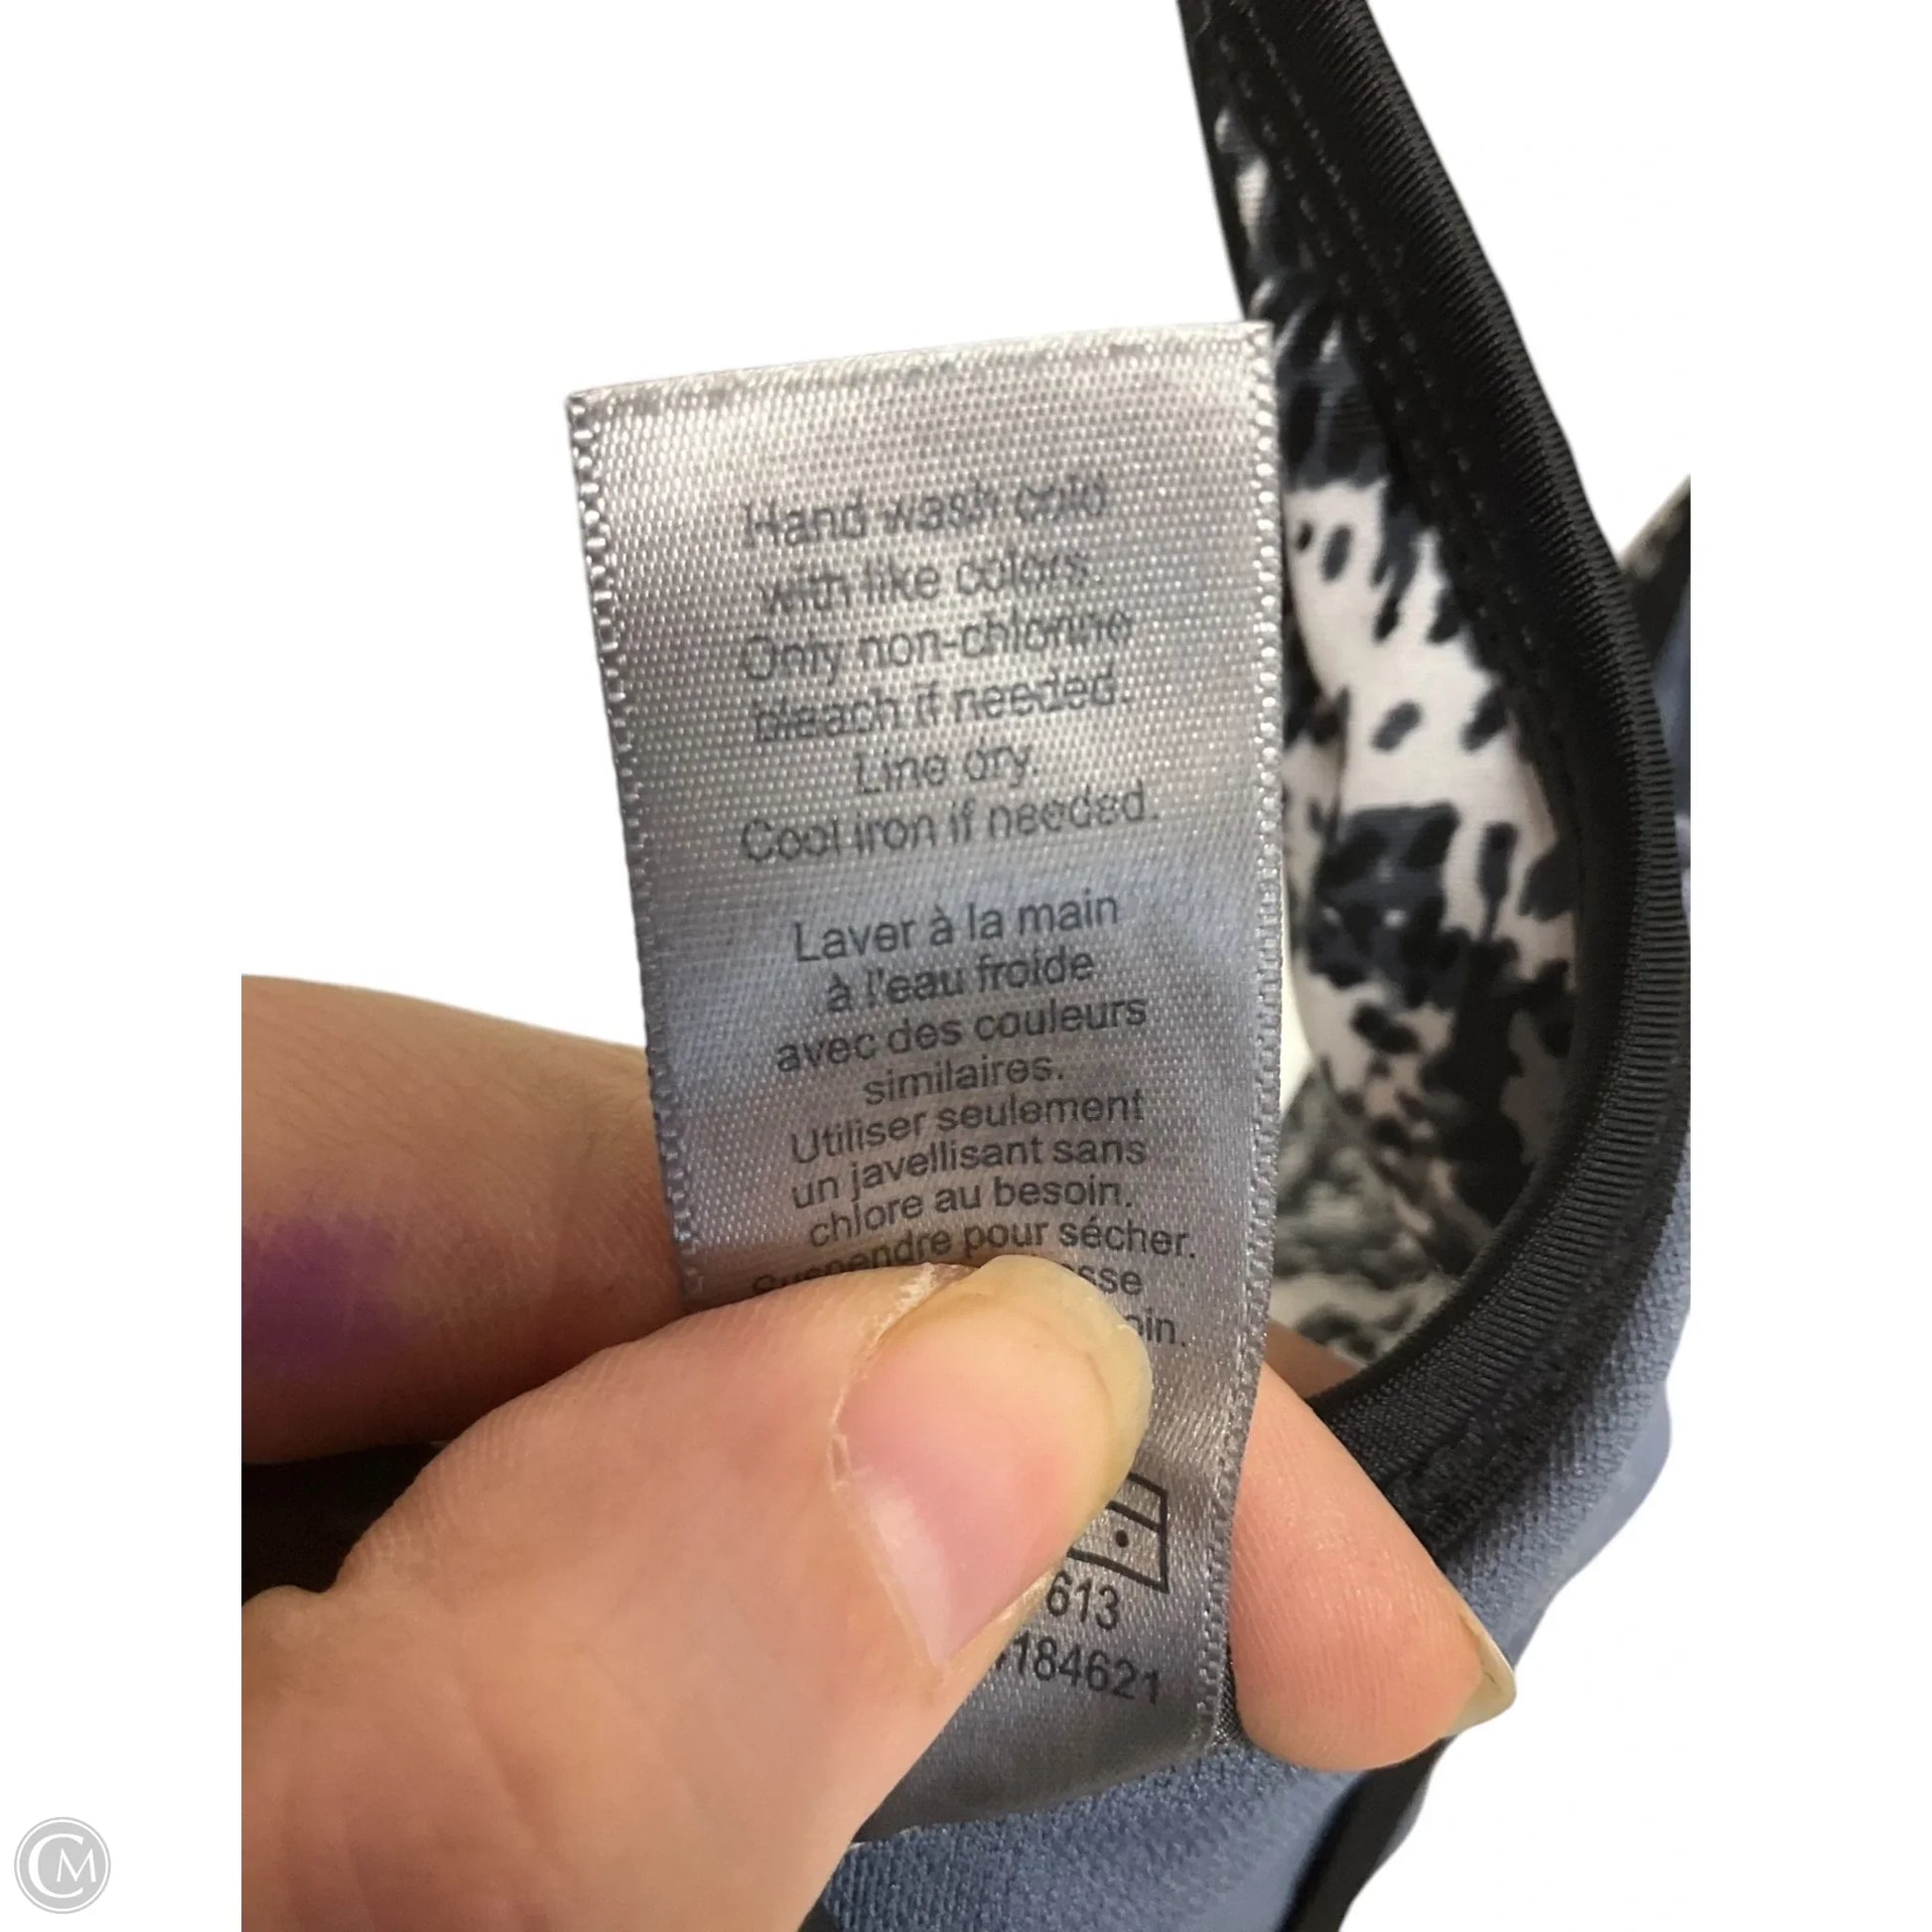 Hand wash cold
with like colors.
Only non-chlorine
bleach if needed.
Line dry.
Cool iron if needed.
Laver à la main
à l'eau froide
avec des couleurs
similaires.
Utiliser seulement
un javellisant sans
chlore au besoin.
Suspendre pour sécher.
613
184621
CM